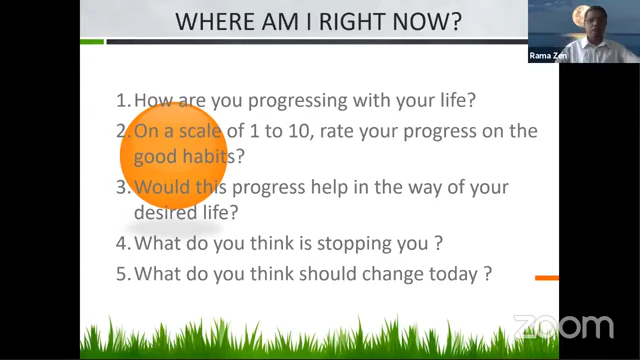 WHERE AM I RIGHT NOW?
Rama Zen
1. How are you progressing with your life?
2. On a scale of 1 to 10, rate your progress on the
good habits?
3. Would this progress help in the way of your
desired life?
4. What do you think is stopping you ?
5. What do you think should change today ?
zoom